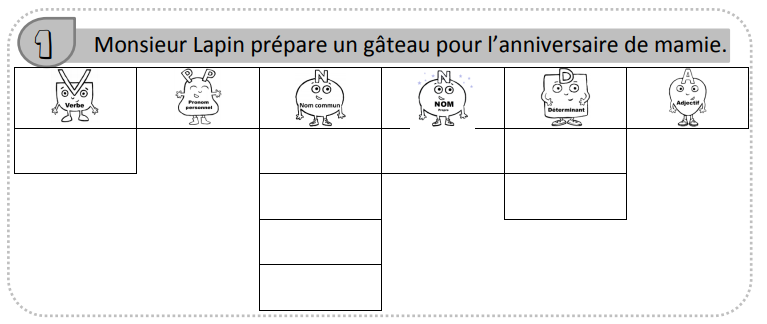 1 Monsieur Lapin prépare un gâteau pour l'anniversaire de mamie.
V Verbe
PP Pronom personnel
N Nom commun
N NOM Propre
D Déterminant
A Adjectif